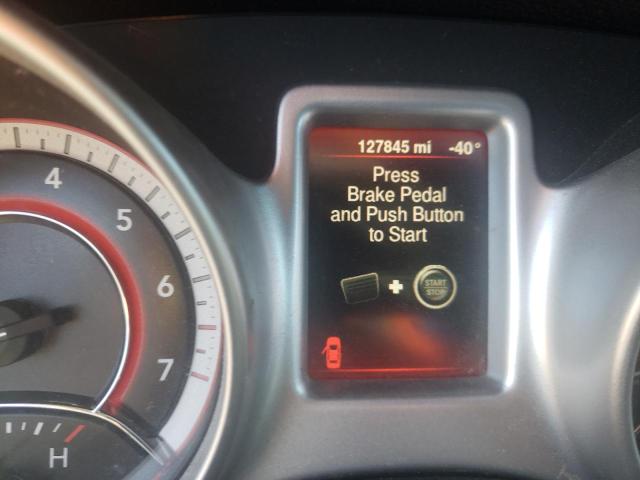 127845 mi -40°
Press
Brake Pedal
and Push Button
to Start
START
STOP
4
5
6
7
H